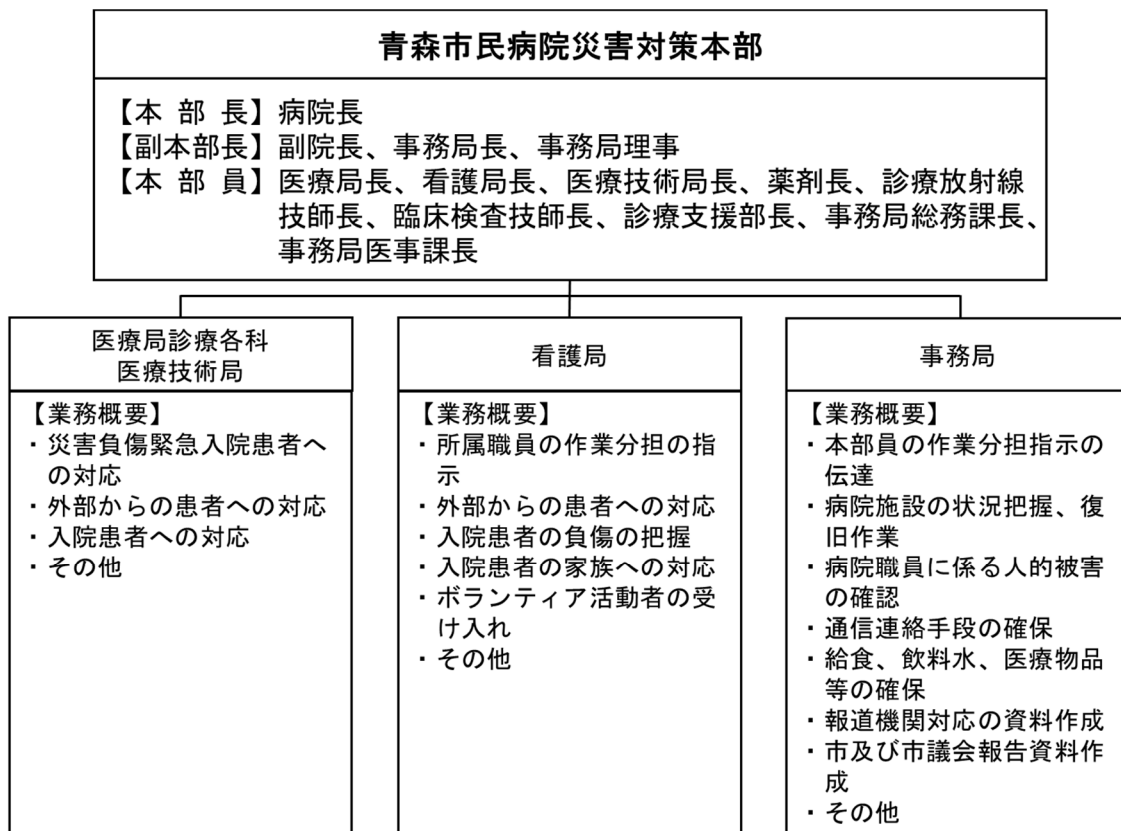 青森市民病院災害対策本部
【本 部 長】病院長
【副本部長】副院長、事務局長、事務局理事
【本 部 員】医療局長、看護局長、医療技術局長、薬剤長、診療放射線
技師長、臨床検査技師長、診療支援部長、事務局総務課長、
事務局医事課長
医療局診療各科
医療技術局
【業務概要】
・災害負傷緊急入院患者へ
の対応
・外部からの患者への対応
・入院患者への対応
・その他
看護局
【業務概要】
・所属職員の作業分担の指
示
・外部からの患者への対応
・入院患者の負傷の把握
・入院患者の家族への対応
・ボランティア活動者の受
け入れ
・その他
事務局
【業務概要】
・本部員の作業分担指示の
伝達
・病院施設の状況把握、復
旧作業
・病院職員に係る人的被害
の確認
・通信連絡手段の確保
・給食、飲料水、医療物品
等の確保
・報道機関対応の資料作成
・市及び市議会報告資料作
成
・その他